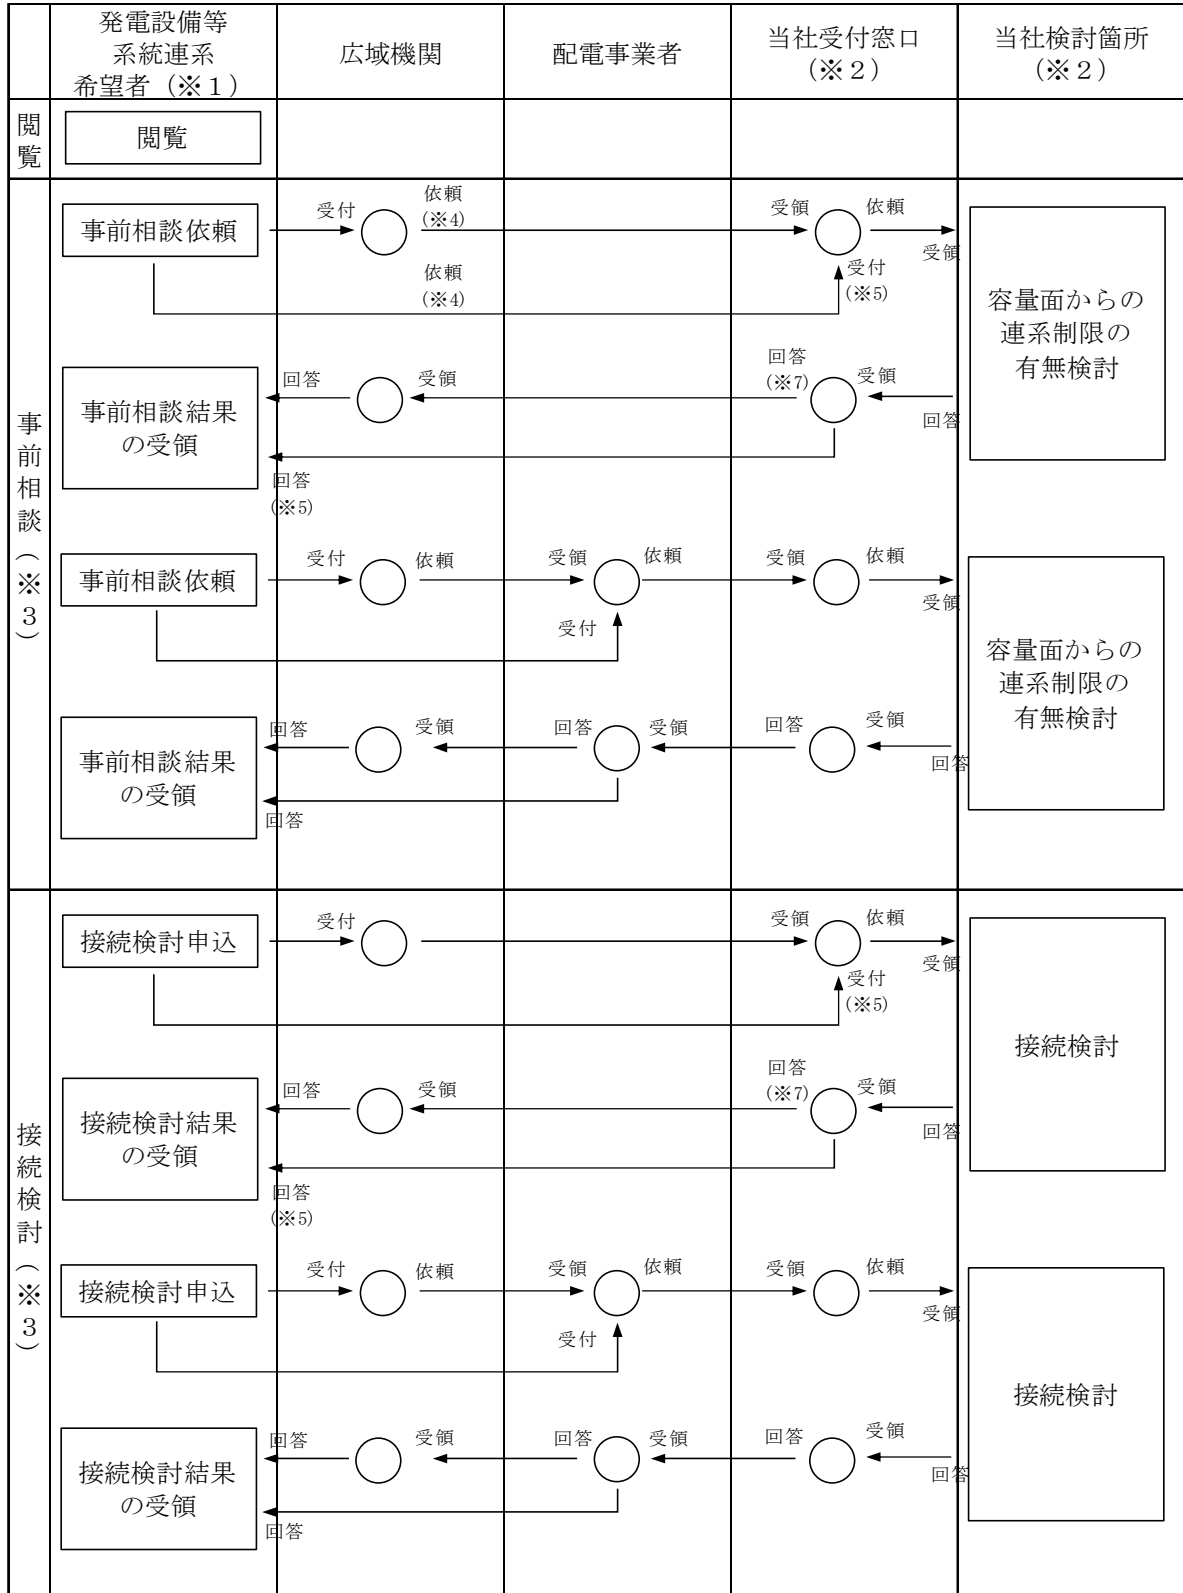 発電設備等
系統連系
希望者（※１）
広域機関
配電事業者
当社受付窓口
（※２）
当社検討箇所
（※２）
閲覧
閲覧
事前相談（※３）
事前相談依頼
受付
依頼
(※4)
受領
依頼
受領
依頼
(※4)
受付
(※5)
容量面からの
連系制限の
有無検討
事前相談結果
の受領
回答
受領
回答
(※7)
受領
回答
回答
(※5)
事前相談依頼
受付
依頼
受領
依頼
受領
依頼
受領
受付
容量面からの
連系制限の
有無検討
事前相談結果
の受領
回答
受領
回答
受領
回答
受領
回答
回答
接続検討（※３）
接続検討申込
受付
受領
依頼
受領
受付
(※5)
接続検討
接続検討結果
の受領
回答
受領
回答
(※7)
受領
回答
回答
(※5)
接続検討申込
受付
依頼
受領
依頼
受領
依頼
受領
受付
接続検討
接続検討結果
の受領
回答
受領
回答
受領
回答
受領
回答
回答